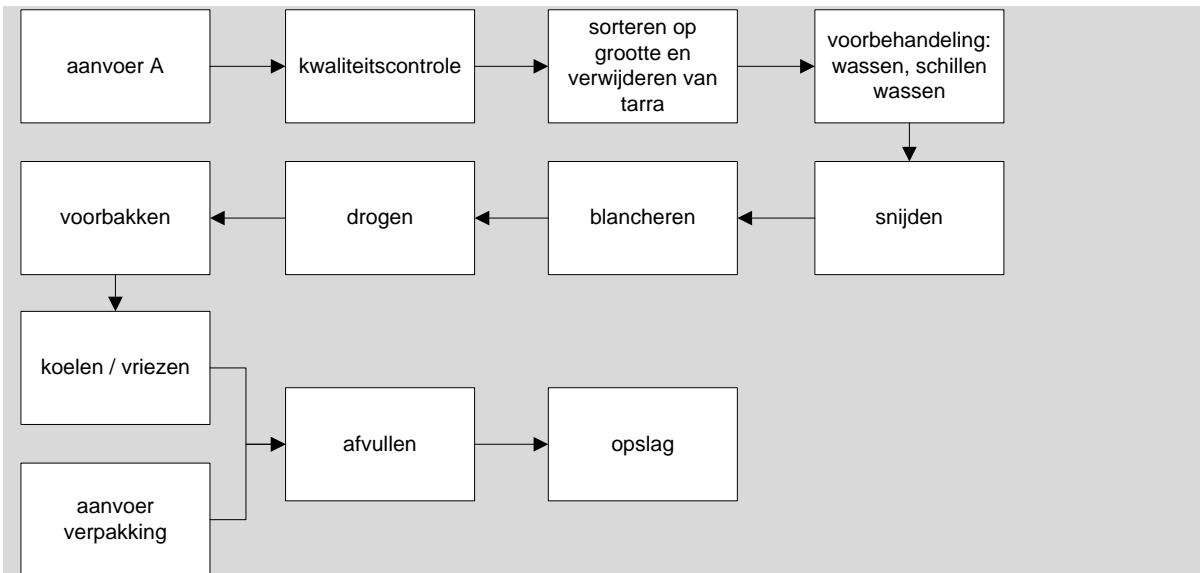 aanvoer A
kwaliteitscontrole
sorteren op
grootte en
verwijderen van
tarra
voorbehandeling:
wassen, schillen
wassen
voorbakken
drogen
blancheren
snijden
koelen / vriezen
afvullen
opslag
aanvoer
verpakking